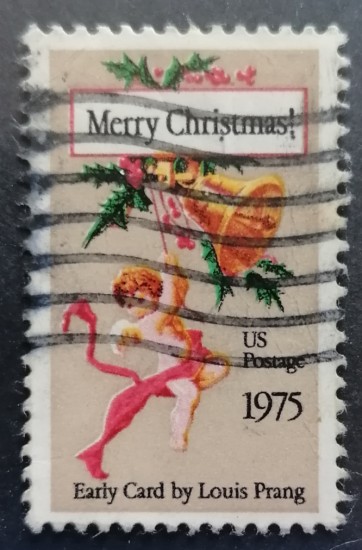 Merry Christmas!
US
Postage
1975
Early Card by Louis Prang